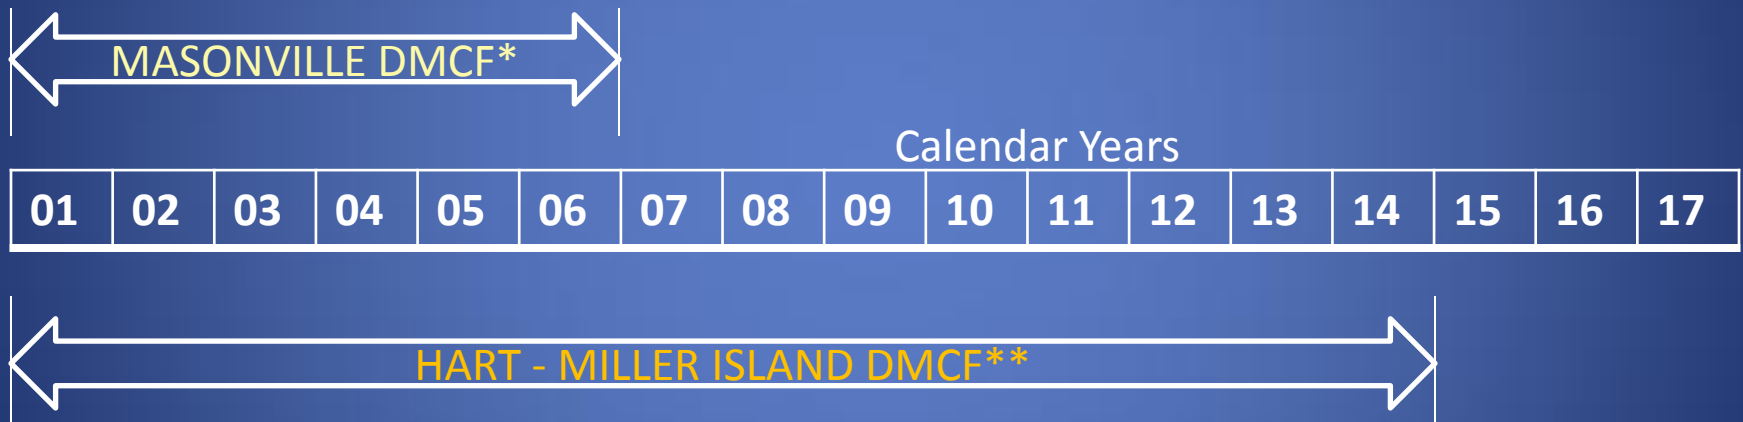 MASONVILLE DMCF*
Calendar Years
01 02 03 04 05 06 07 08 09 10 11 12 13 14 15 16 17
HART - MILLER ISLAND DMCF**